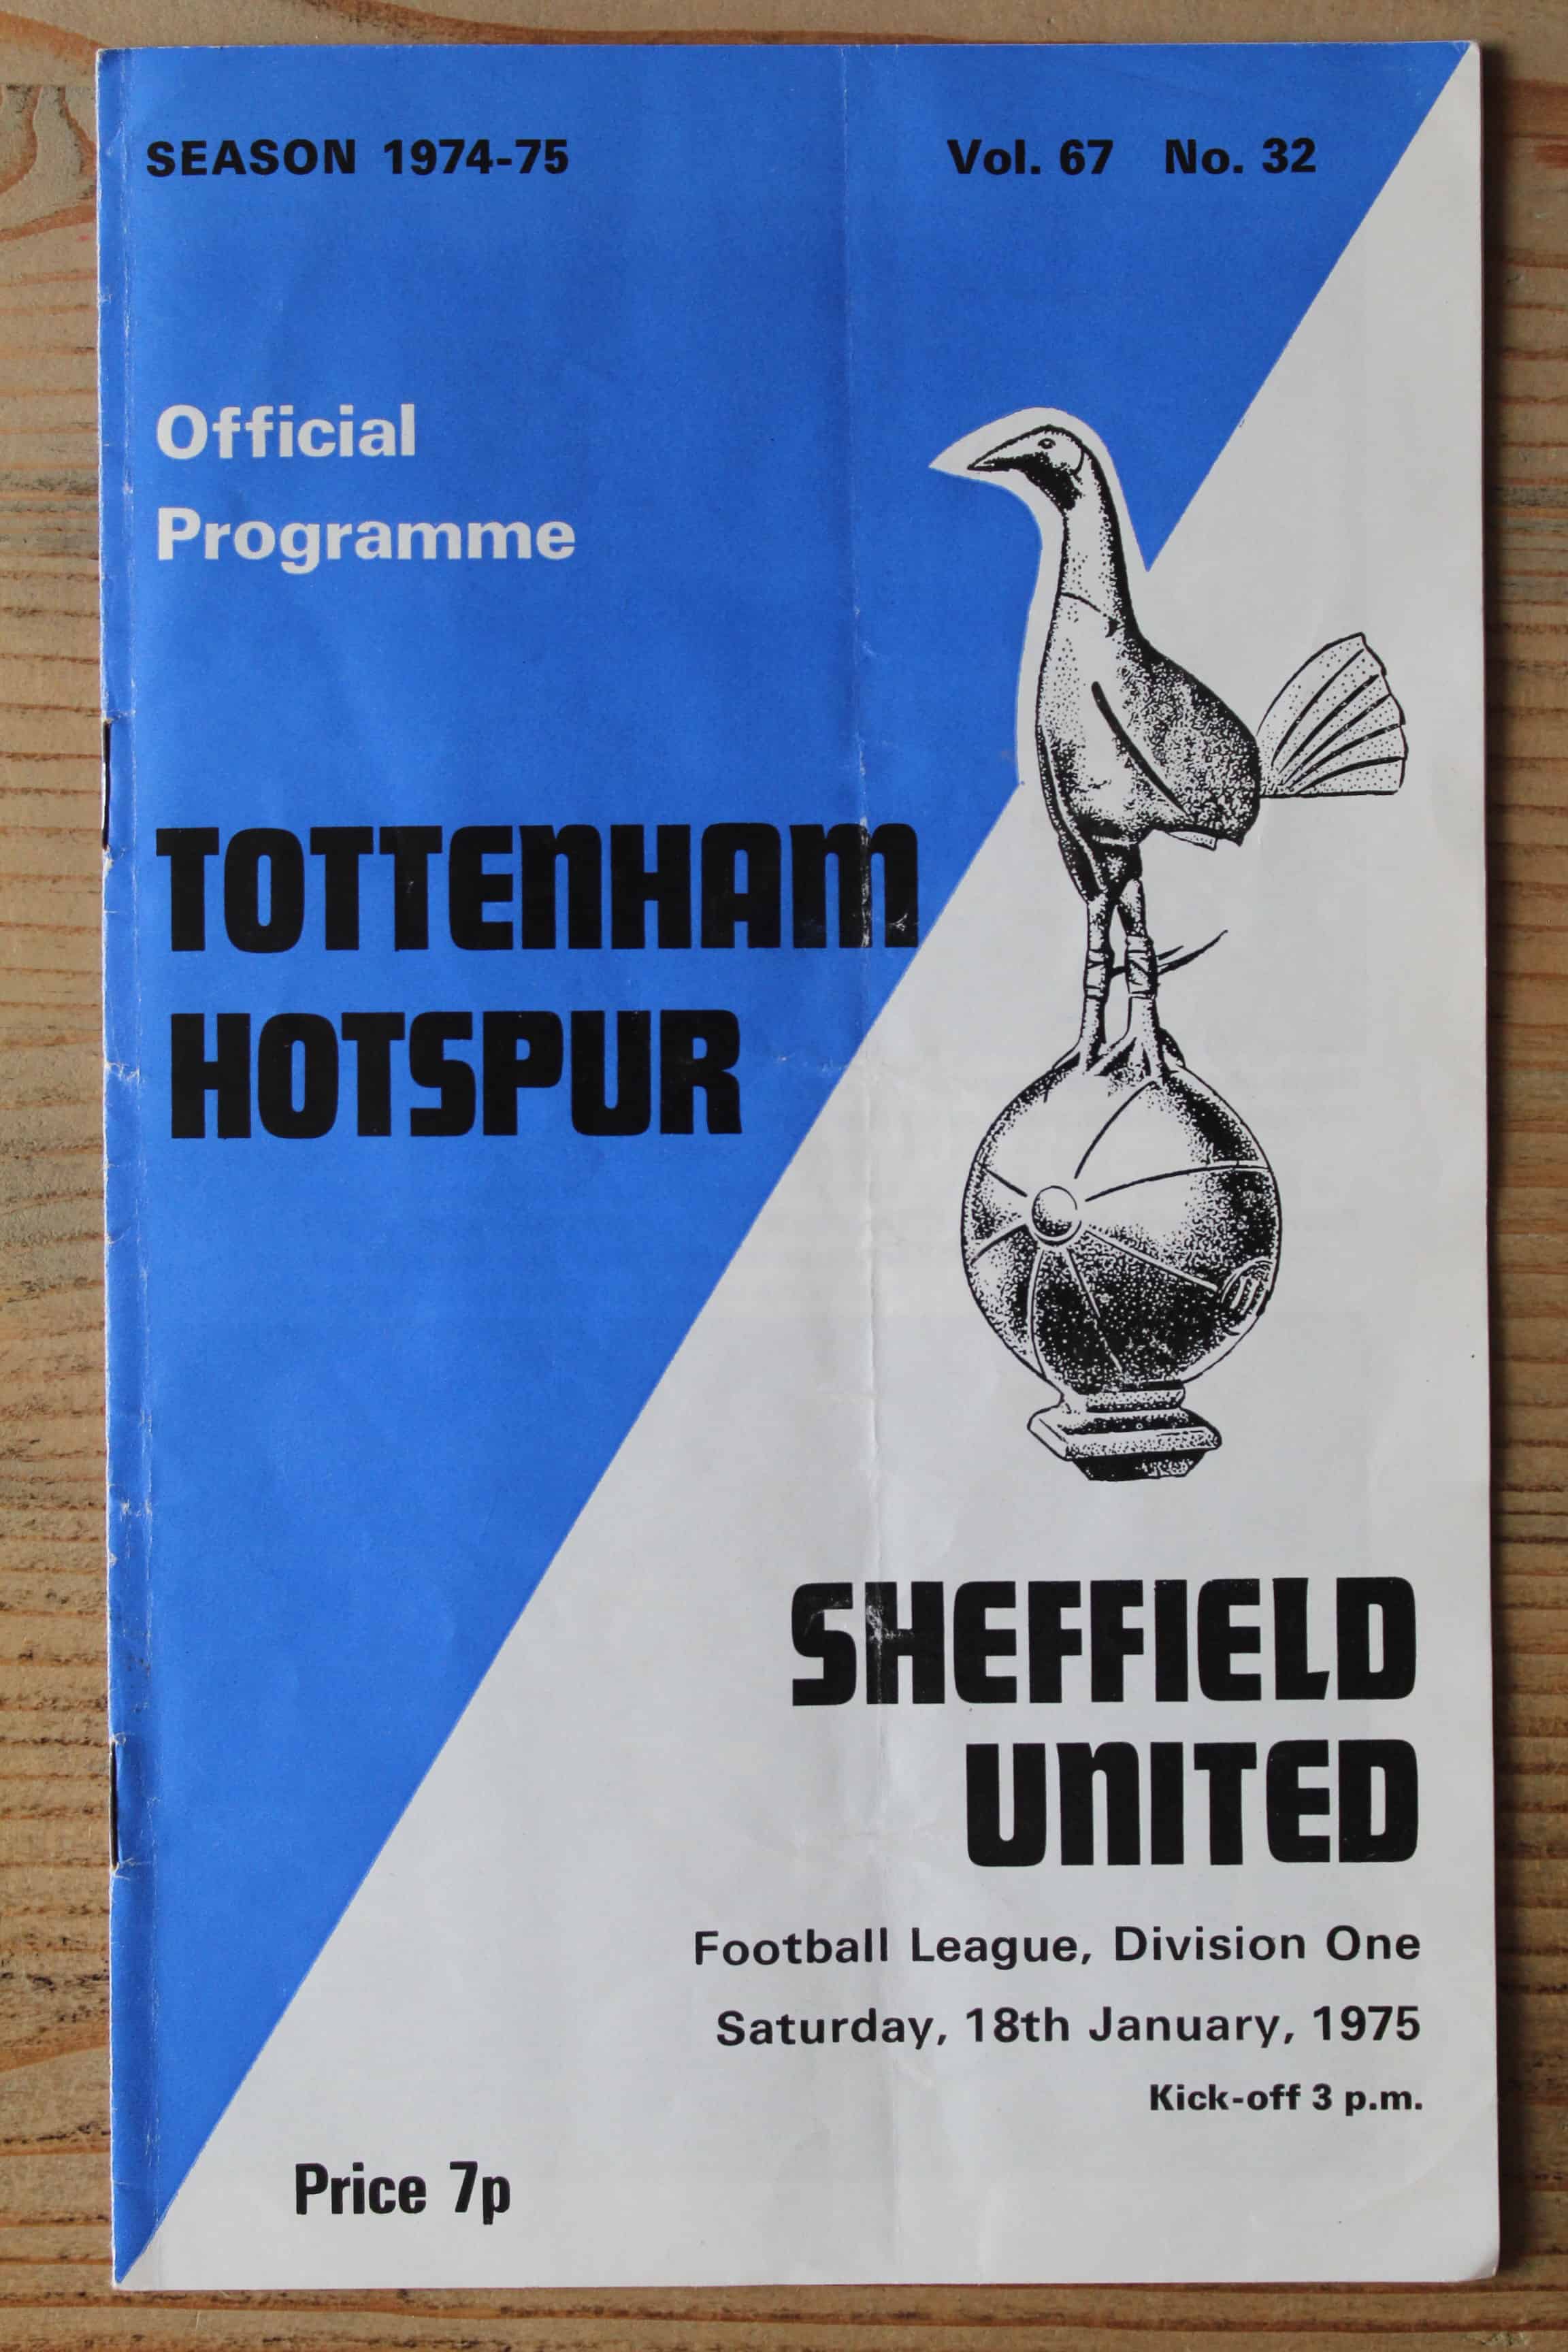 SEASON 1974-75 Vol. 67 No. 32
Official
Programme
TOTTENHAM
HOTSPUR
SHEFFIELD
UNITED
Football League, Division One
Saturday, 18th January, 1975
Kick-off 3 p.m.
Price 7p